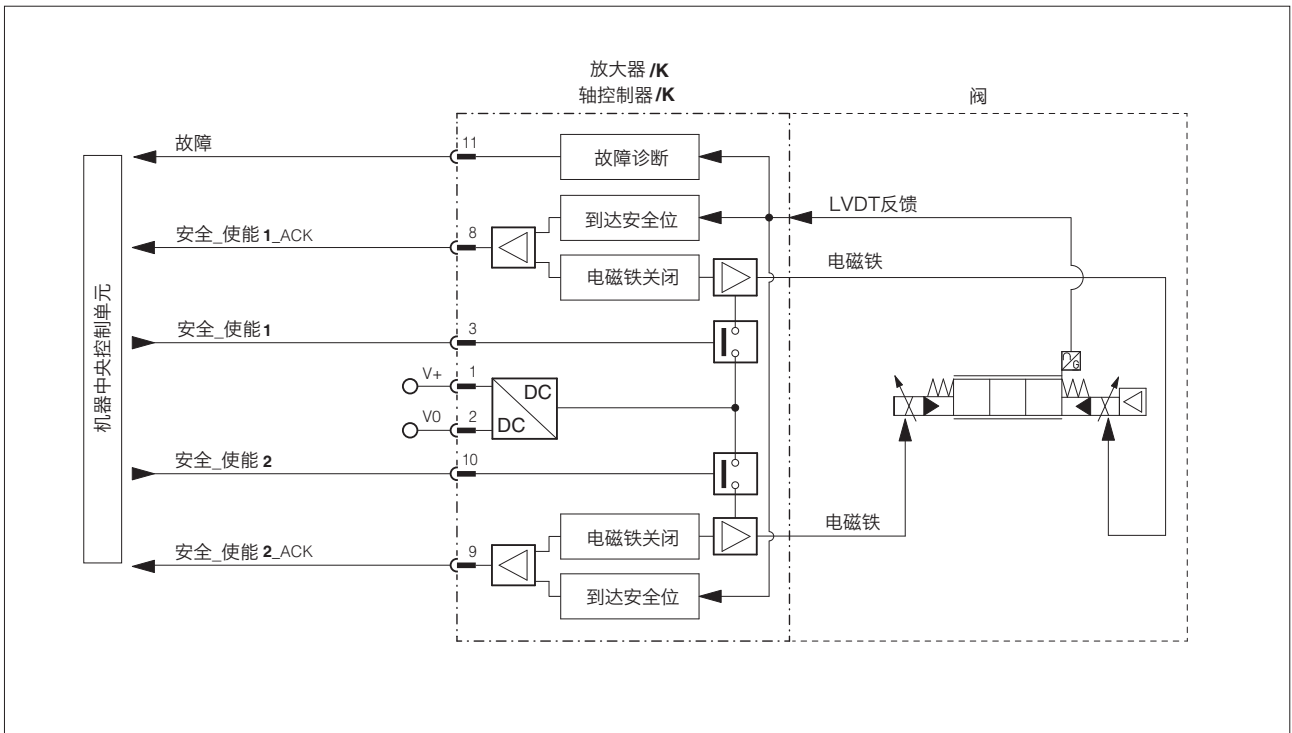 放大器 /K
轴控制器 /K
阀
故障
11
故障诊断
到达安全位
LVDT反馈
安全_使能 1_ACK
8
电磁铁关闭
电磁铁
安全_使能 1
3
机器中央控制单元
V+
1
DC
DC
V0
2
安全_使能 2
10
电磁铁关闭
电磁铁
安全_使能 2_ACK
9
到达安全位